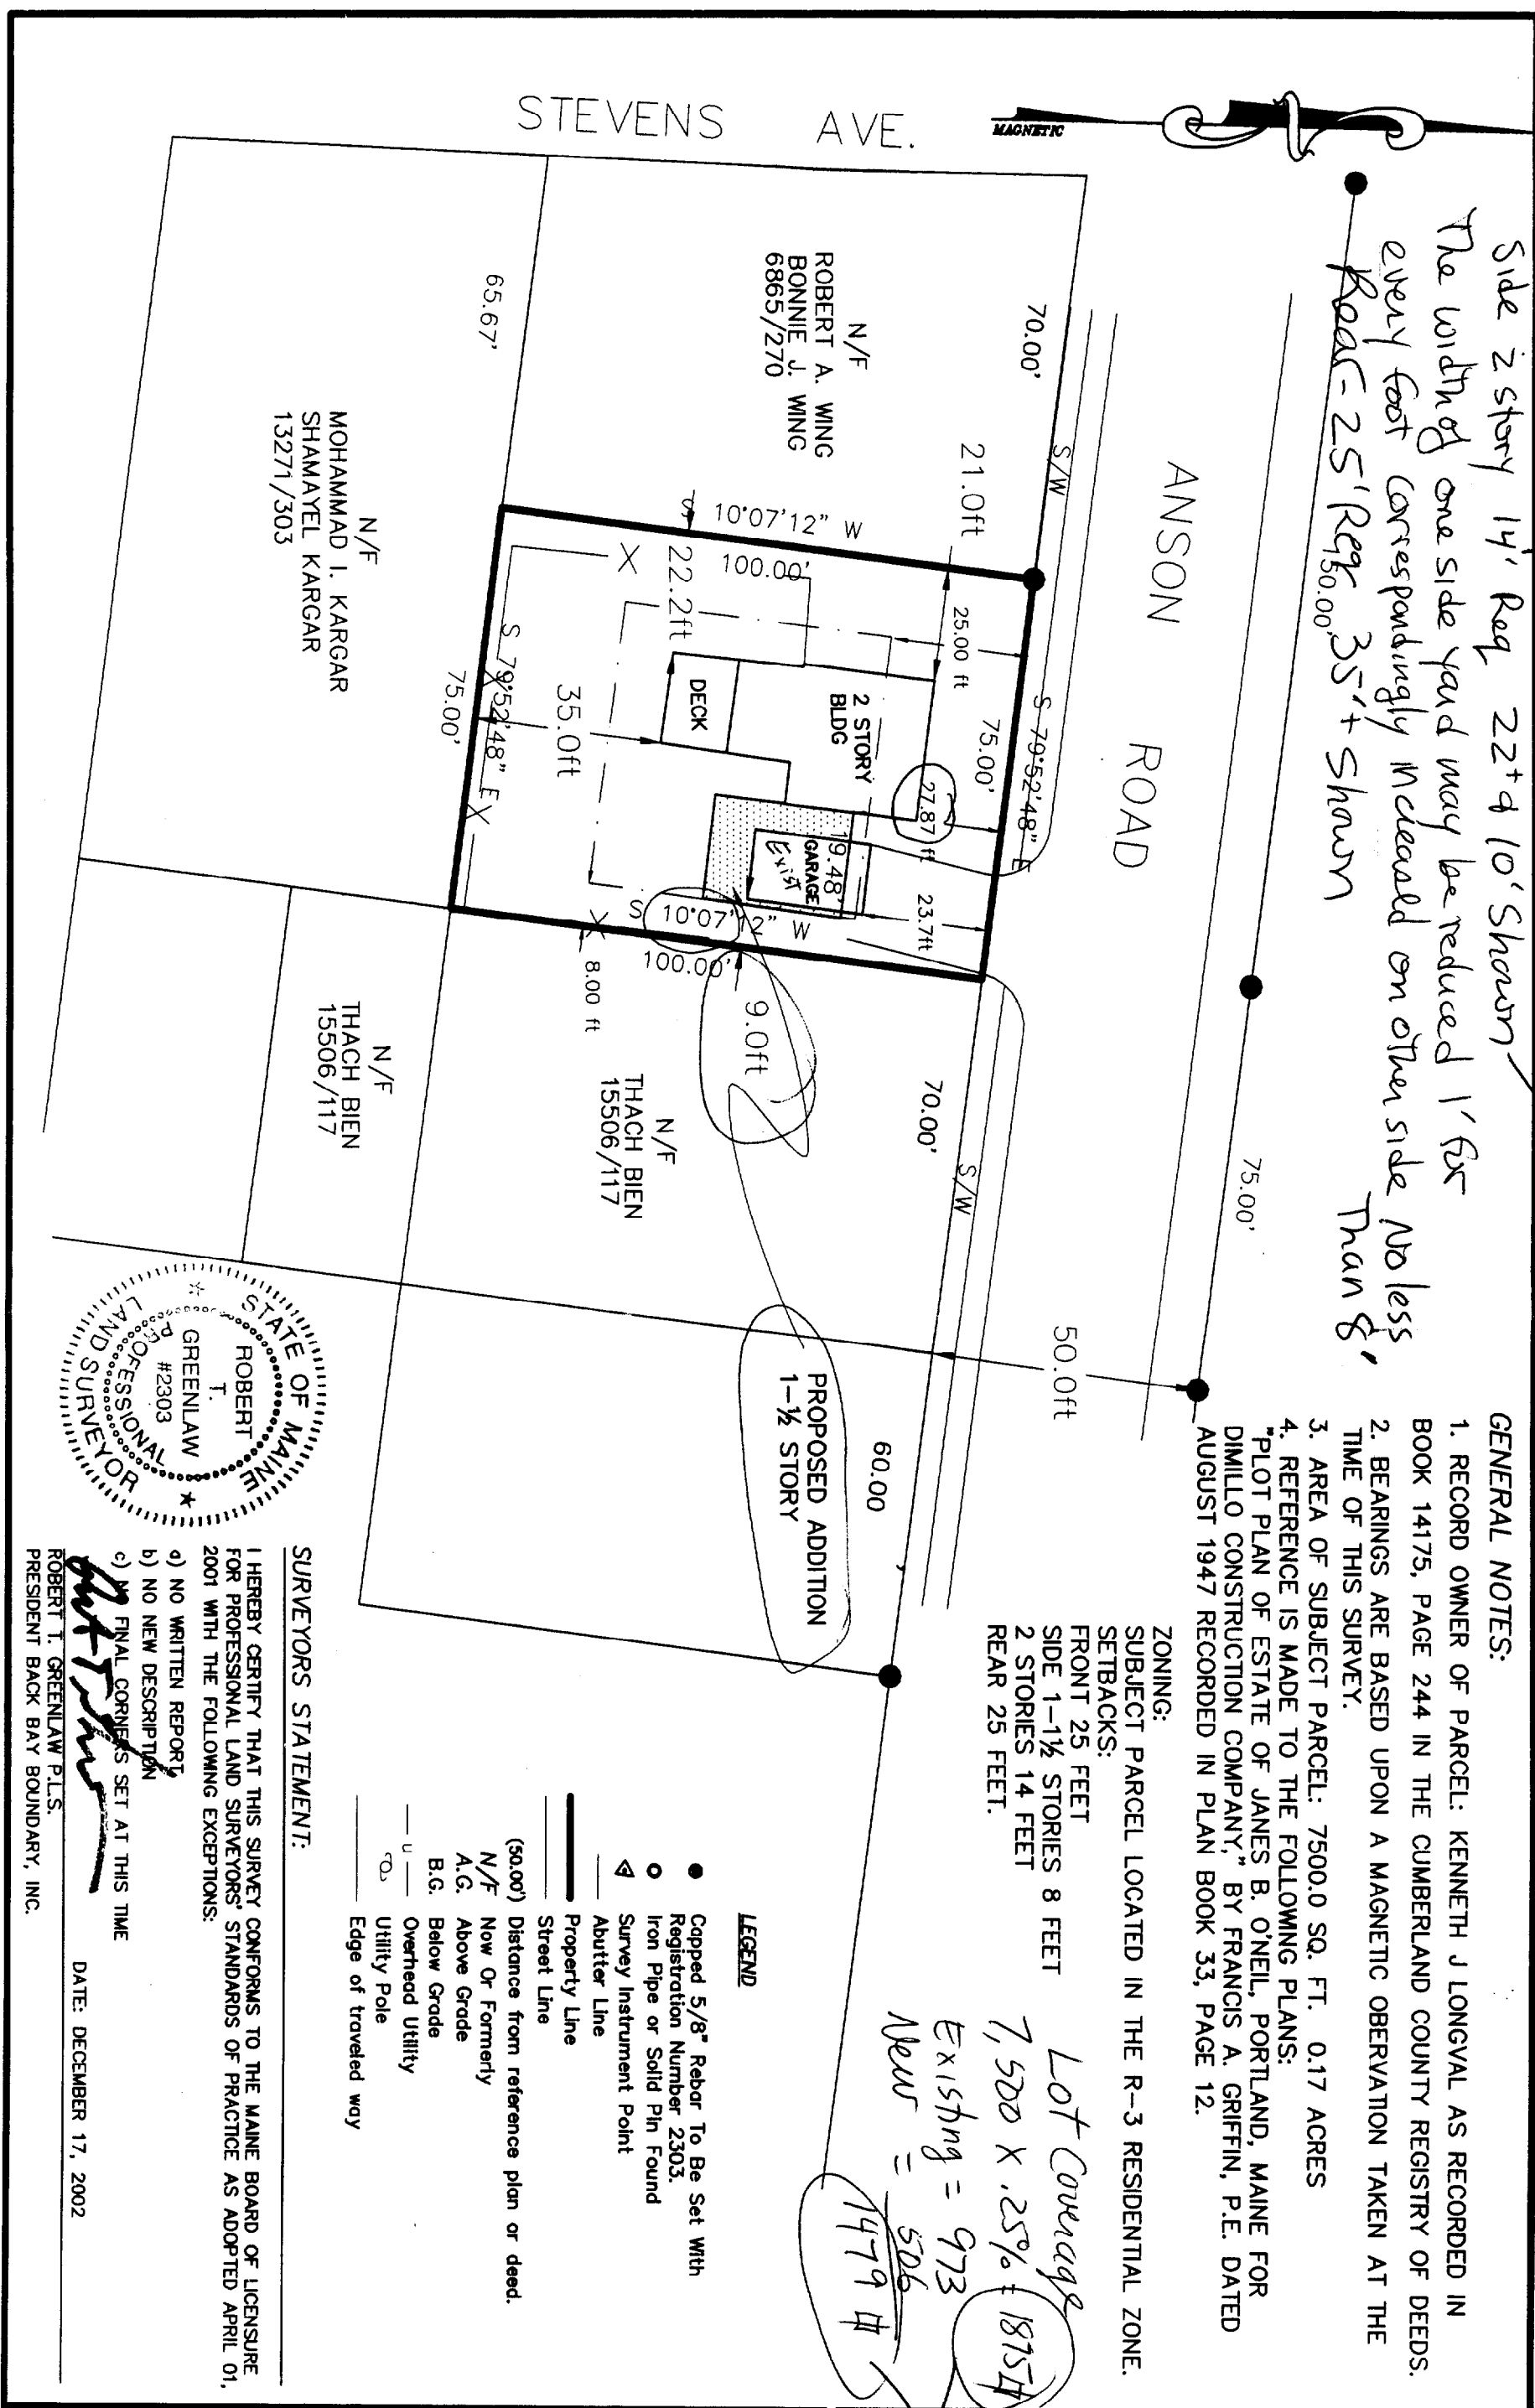 Side 2 story 14' Req 22'+ & 10' Shown
The width of one side yard may be reduced 1' for
every foot correspondingly increased on other side No less
Than 8'
Rear - 25' Req 35'+ Shown
MAGNETIC
STEVENS AVE.
ANSON ROAD
150.00'
75.00'
50.0ft
70.00'
S/W
S 79°52'48" E
75.00'
70.00'
S/W
60.00'
N/F
ROBERT A. WING
BONNIE J. WING
6865/270
21.0ft
25.00 ft
27.87 ft
23.7ft
10°07'12" W
100.00'
22.2ft
2 STORY
BLDG
DECK
19.48'
GARAGE
Exist
S 10°07'12" W
100.00'
9.0ft
8.00 ft
35.0ft
S 79°52'48" E
75.00'
65.67'
N/F
MOHAMMAD I. KARGAR
SHAMAYEL KARGAR
13271/303
N/F
THACH BIEN
15506/117
N/F
THACH BIEN
15506/117
PROPOSED ADDITION
1-½ STORY
GENERAL NOTES:
1. RECORD OWNER OF PARCEL: KENNETH J LONGVAL AS RECORDED IN
BOOK 14175, PAGE 244 IN THE CUMBERLAND COUNTY REGISTRY OF DEEDS.
2. BEARINGS ARE BASED UPON A MAGNETIC OBERVATION TAKEN AT THE
TIME OF THIS SURVEY.
3. AREA OF SUBJECT PARCEL: 7500.0 SQ. FT. 0.17 ACRES
4. REFERENCE IS MADE TO THE FOLLOWING PLANS:
"PLOT PLAN OF ESTATE OF JANES B. O'NEIL, PORTLAND, MAINE FOR
DIMILLO CONSTRUCTION COMPANY," BY FRANCIS A. GRIFFIN, P.E. DATED
AUGUST 1947 RECORDED IN PLAN BOOK 33, PAGE 12.
ZONING:
SUBJECT PARCEL LOCATED IN THE R-3 RESIDENTIAL ZONE.
SETBACKS:
FRONT 25 FEET
SIDE 1-1½ STORIES 8 FEET
2 STORIES 14 FEET
REAR 25 FEET.
Lot Coverage
7,500 X .25% = 1875#
Existing = 973
New = 506
1479 #
LEGEND
Capped 5/8" Rebar To Be Set With
Registration Number 2303.
Iron Pipe or Solid Pin Found
Survey Instrument Point
Abutter Line
Property Line
Street Line
(50.00') Distance from reference plan or deed.
N/F Now Or Formerly
A.G. Above Grade
B.G. Below Grade
U Overhead Utility
Utility Pole
Edge of traveled way
SURVEYORS STATEMENT:
I HEREBY CERTIFY THAT THIS SURVEY CONFORMS TO THE MAINE BOARD OF LICENSURE
FOR PROFESSIONAL LAND SURVEYORS' STANDARDS OF PRACTICE AS ADOPTED APRIL 01,
2001 WITH THE FOLLOWING EXCEPTIONS:
a) NO WRITTEN REPORT
b) NO NEW DESCRIPTION
c) NO FINAL CORNERS SET AT THIS TIME
ROBERT T. GREENLAW P.L.S.
PRESIDENT BACK BAY BOUNDARY, INC.
DATE: DECEMBER 17, 2002
STATE OF MAINE
ROBERT
T.
GREENLAW
#2303
PROFESSIONAL
LAND SURVEYOR